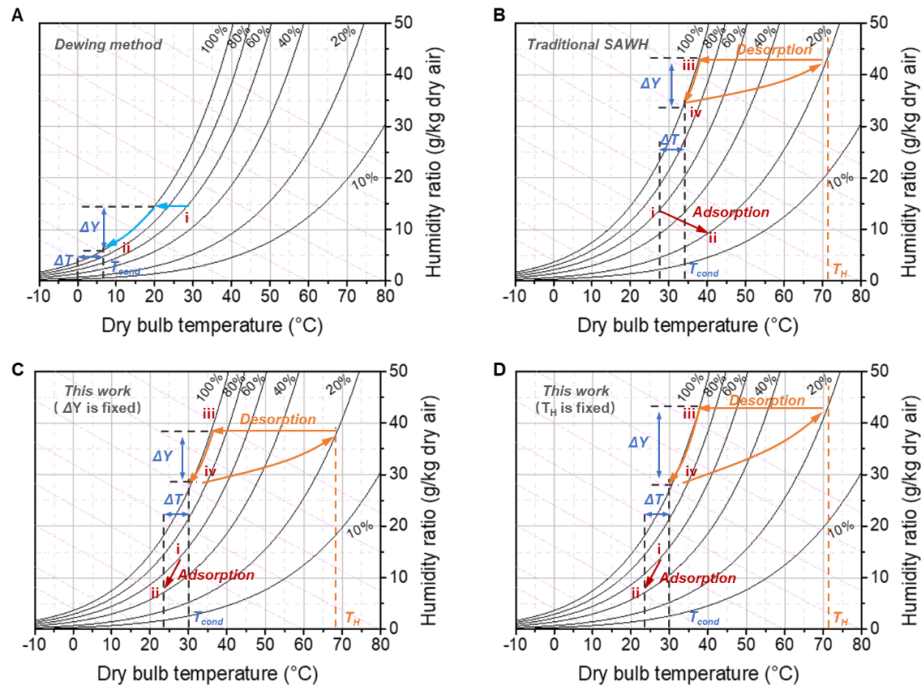 A
Dewing method
100%
80%
60%
40%
20%
10%
ΔY
i
ii
ΔT
T_cond
50
40
30
20
10
0
Humidity ratio (g/kg dry air)
-10 0 10 20 30 40 50 60 70 80
Dry bulb temperature (°C)
B
Traditional SAWH
100%
80%
60%
40%
20%
10%
Desorption
iii
ΔY
iv
ΔT
i
Adsorption
ii
T_cond
T_H
50
40
30
20
10
0
Humidity ratio (g/kg dry air)
-10 0 10 20 30 40 50 60 70 80
Dry bulb temperature (°C)
C
This work
( ΔY is fixed)
100%
80%
60%
40%
20%
10%
iii
Desorption
ΔY
iv
ΔT
i
Adsorption
ii
T_cond
T_H
50
40
30
20
10
0
Humidity ratio (g/kg dry air)
-10 0 10 20 30 40 50 60 70 80
Dry bulb temperature (°C)
D
This work
(T_H is fixed)
100%
80%
60%
40%
20%
10%
iii
Desorption
ΔY
iv
ΔT
i
Adsorption
ii
T_cond
T_H
50
40
30
20
10
0
Humidity ratio (g/kg dry air)
-10 0 10 20 30 40 50 60 70 80
Dry bulb temperature (°C)